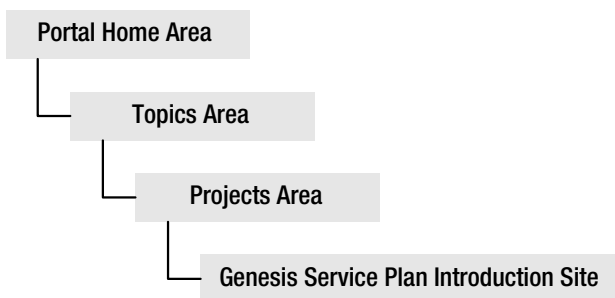 Portal Home Area
Topics Area
Projects Area
Genesis Service Plan Introduction Site